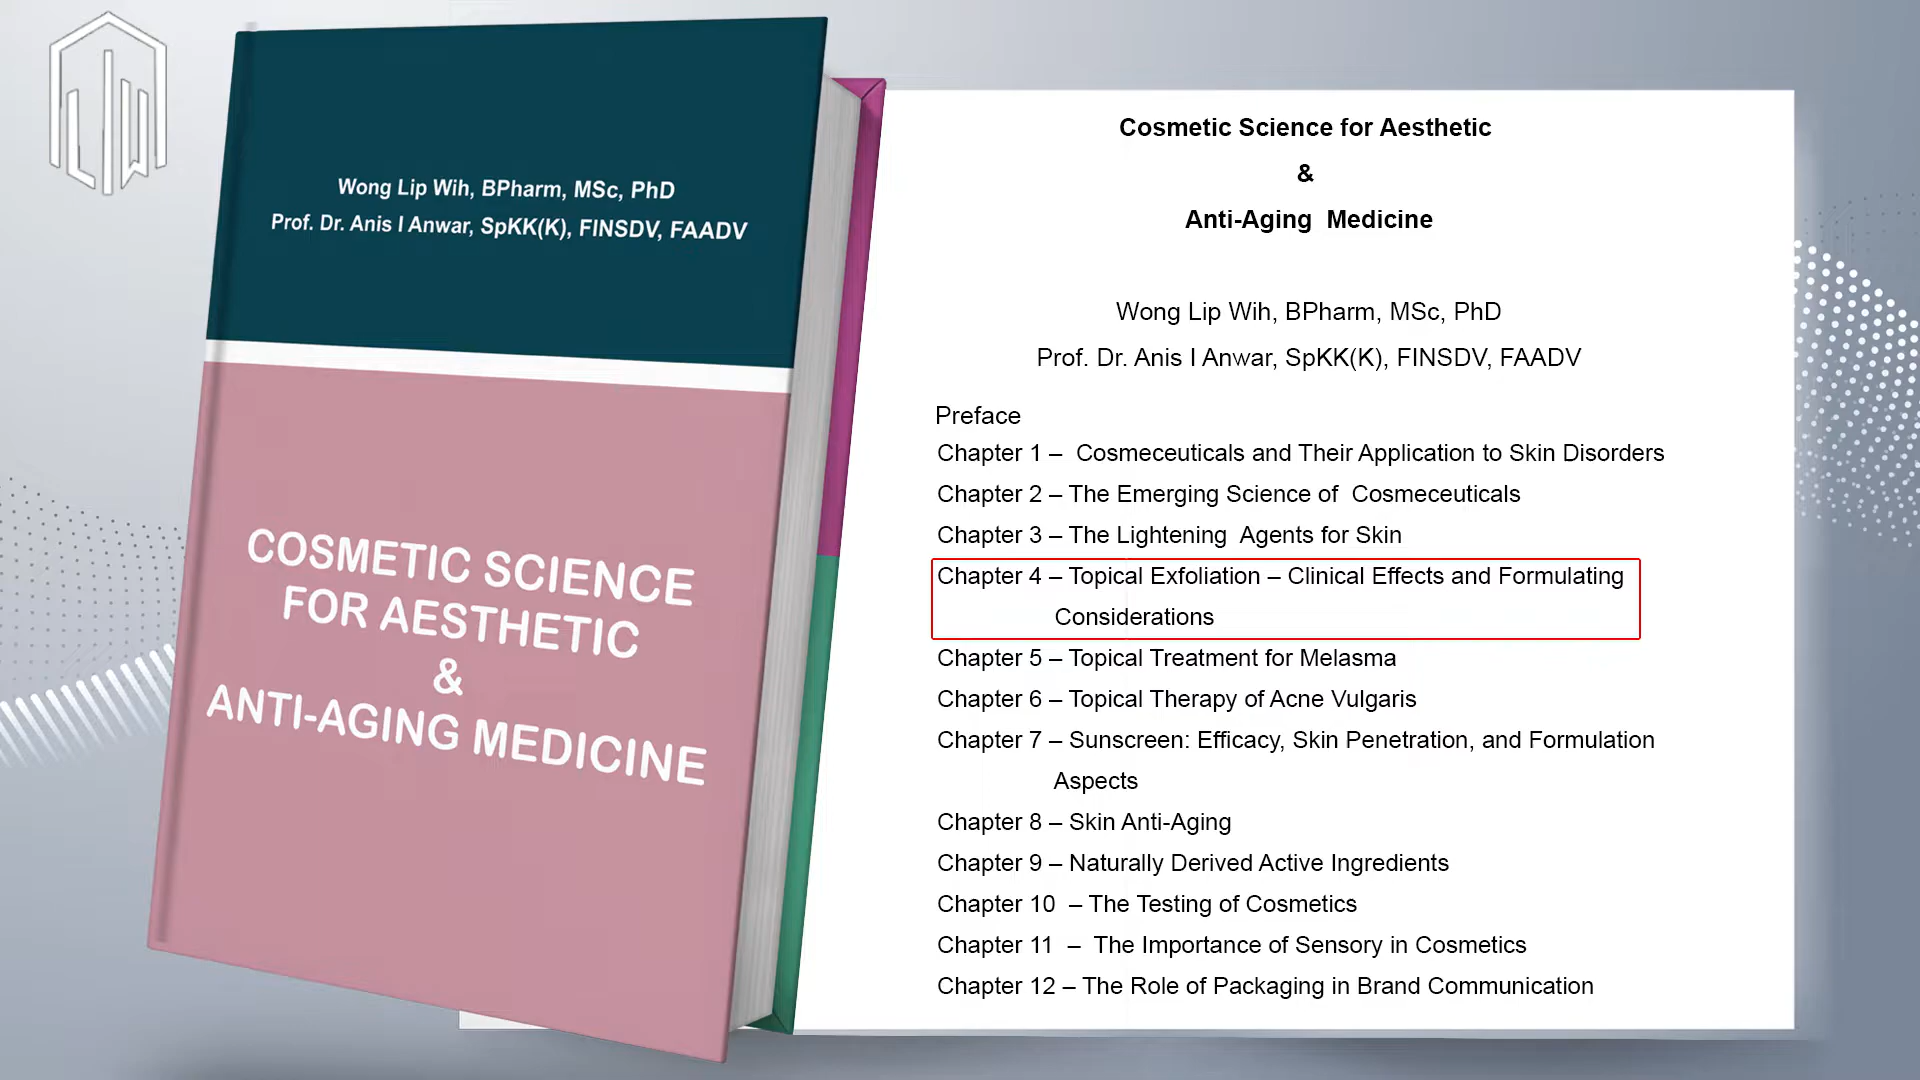 Wong Lip Wih, BPharm, MSc, PhD
Prof. Dr. Anis I Anwar, SpKK(K), FINSDV, FAADV
COSMETIC SCIENCE
FOR AESTHETIC
&
ANTI-AGING MEDICINE
Cosmetic Science for Aesthetic
&
Anti-Aging Medicine
Wong Lip Wih, BPharm, MSc, PhD
Prof. Dr. Anis I Anwar, SpKK(K), FINSDV, FAADV
Preface
Chapter 1 – Cosmeceuticals and Their Application to Skin Disorders
Chapter 2 – The Emerging Science of Cosmeceuticals
Chapter 3 – The Lightening Agents for Skin
Chapter 4 – Topical Exfoliation – Clinical Effects and Formulating
Considerations
Chapter 5 – Topical Treatment for Melasma
Chapter 6 – Topical Therapy of Acne Vulgaris
Chapter 7 – Sunscreen: Efficacy, Skin Penetration, and Formulation
Aspects
Chapter 8 – Skin Anti-Aging
Chapter 9 – Naturally Derived Active Ingredients
Chapter 10 – The Testing of Cosmetics
Chapter 11 – The Importance of Sensory in Cosmetics
Chapter 12 – The Role of Packaging in Brand Communication